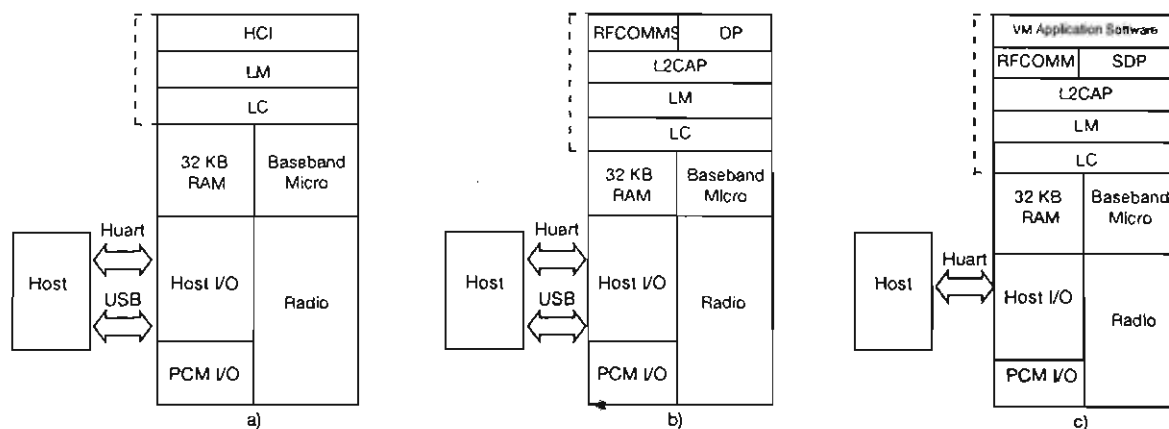 HCI
LM
LC
32 KB
RAM
Baseband
Micro
Huart
Host
USB
Host I/O
Radio
PCM I/O
a)
RFCOMMS
DP
L2CAP
LM
LC
32 KB
RAM
Baseband
Micro
Huart
Host
USB
Host I/O
Radio
PCM I/O
b)
VM Application Software
RFCOMM
SDP
L2CAP
LM
LC
32 KB
RAM
Baseband
Micro
Huart
Host
Host I/O
Radio
PCM I/O
c)